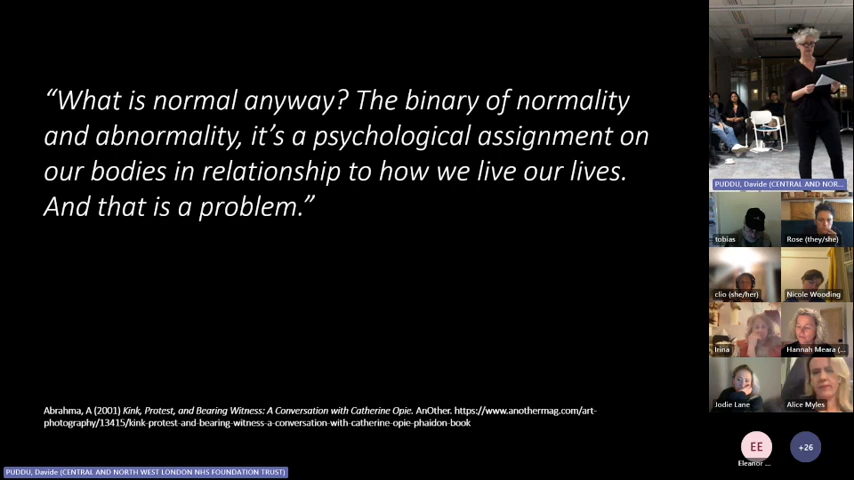 “What is normal anyway? The binary of normality
and abnormality, it’s a psychological assignment on
our bodies in relationship to how we live our lives.
And that is a problem.”
Abrahma, A (2001) Kink, Protest, and Bearing Witness: A Conversation with Catherine Opie. AnOther. https://www.anothermag.com/art-
photography/13415/kink-protest-and-bearing-witness-a-conversation-with-catherine-opie-phaidon-book
PUDDU, Davide (CENTRAL AND NORTH WEST LONDON NHS FOUNDATION TRUST)
PUDDU, Davide (CENTRAL AND NOR...
tobias
Rose (they/she)
clio (she/her)
Nicole Wooding
Irina
Hannah Meara (...
Jodie Lane
Alice Myles
EE
+26
Eleanor ...